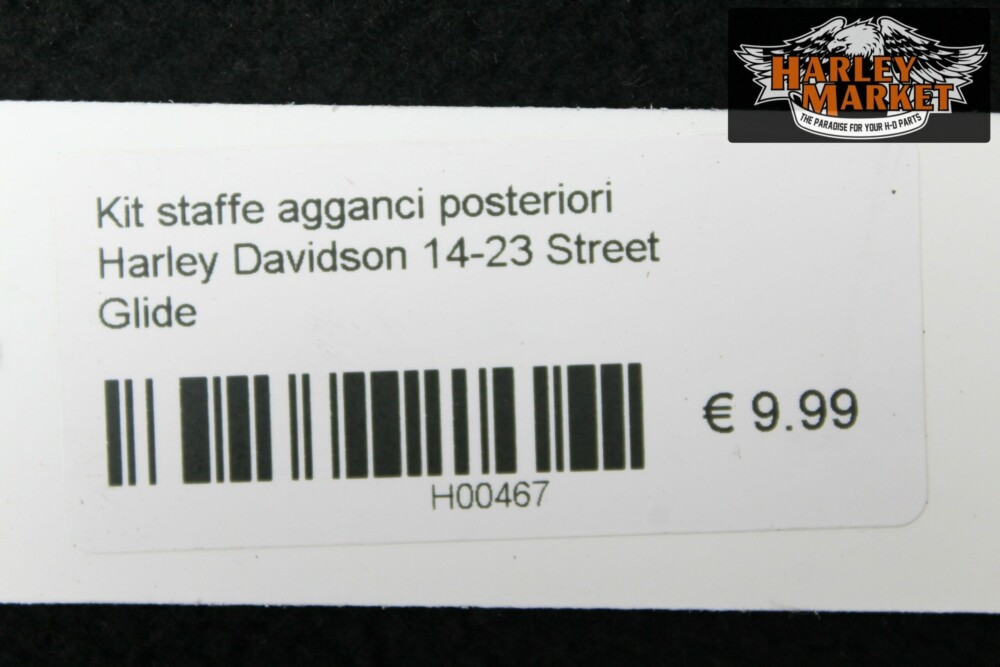 HARLEY
MARKET
THE PARADISE FOR YOUR H-D PARTS
Kit staffe agganci posteriori
Harley Davidson 14-23 Street
Glide
€ 9.99
H00467